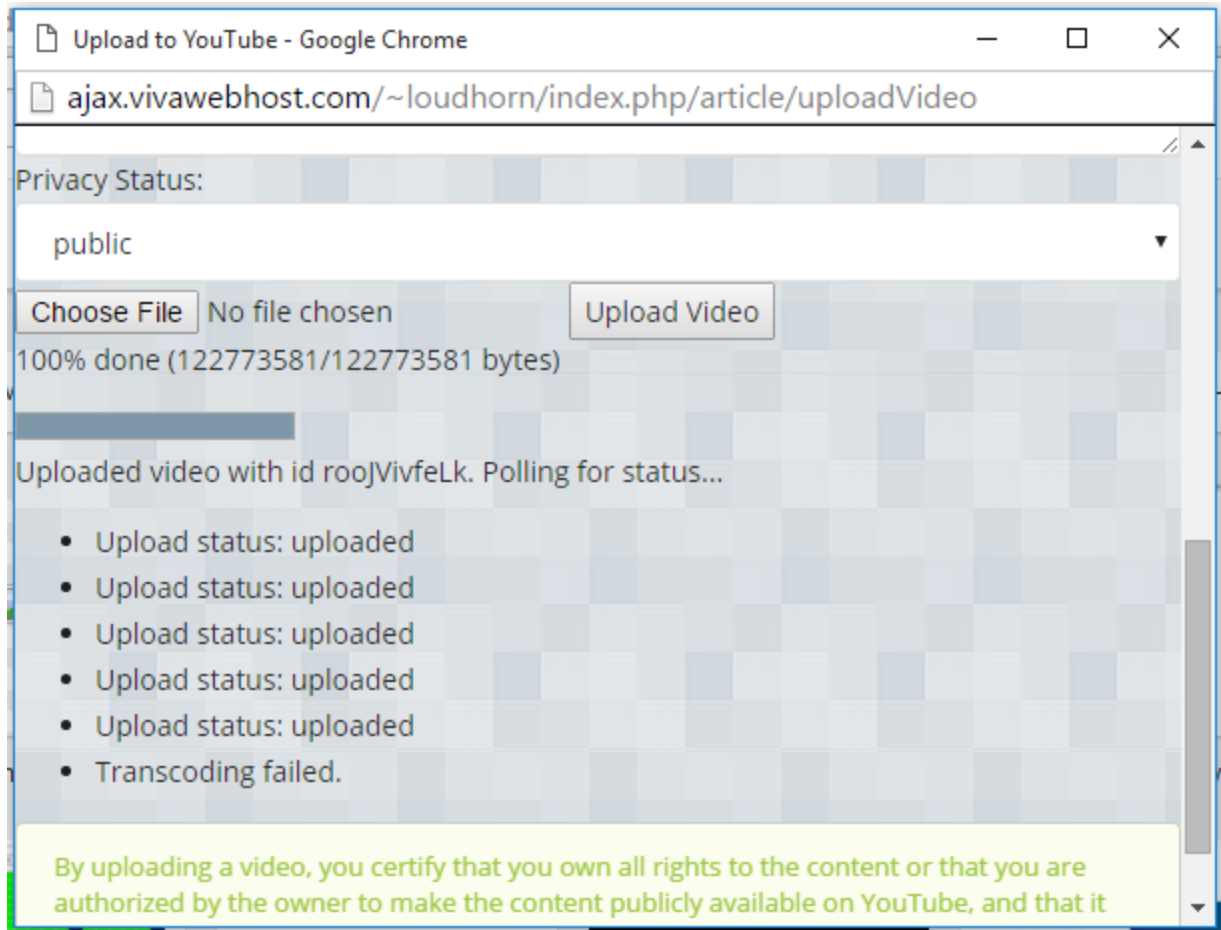 Upload to YouTube - Google Chrome
ajax.vivawebhost.com/~loudhorn/index.php/article/uploadVideo
Privacy Status:
public
Choose File No file chosen Upload Video
100% done (122773581/122773581 bytes)
Uploaded video with id rooJVivfeLk. Polling for status...
Upload status: uploaded
Upload status: uploaded
Upload status: uploaded
Upload status: uploaded
Upload status: uploaded
Transcoding failed.
By uploading a video, you certify that you own all rights to the content or that you are
authorized by the owner to make the content publicly available on YouTube, and that it